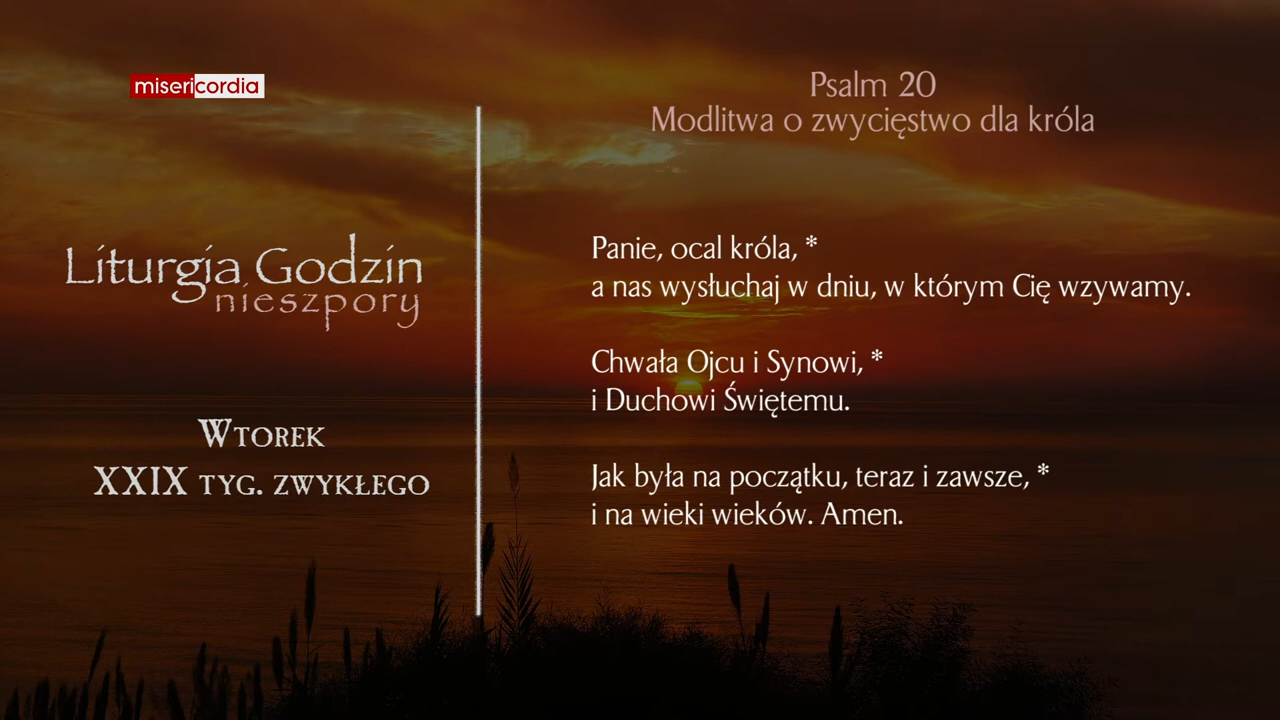 misericordia
Liturgia Godzin
nieszpory
Wtorek
XXIX tyg. zwykłego
Psalm 20
Modlitwa o zwycięstwo dla króla
Panie, ocal króla, *
a nas wysłuchaj w dniu, w którym Cię wzywamy.
Chwała Ojcu i Synowi, *
i Duchowi Świętemu.
Jak była na początku, teraz i zawsze, *
i na wieki wieków. Amen.